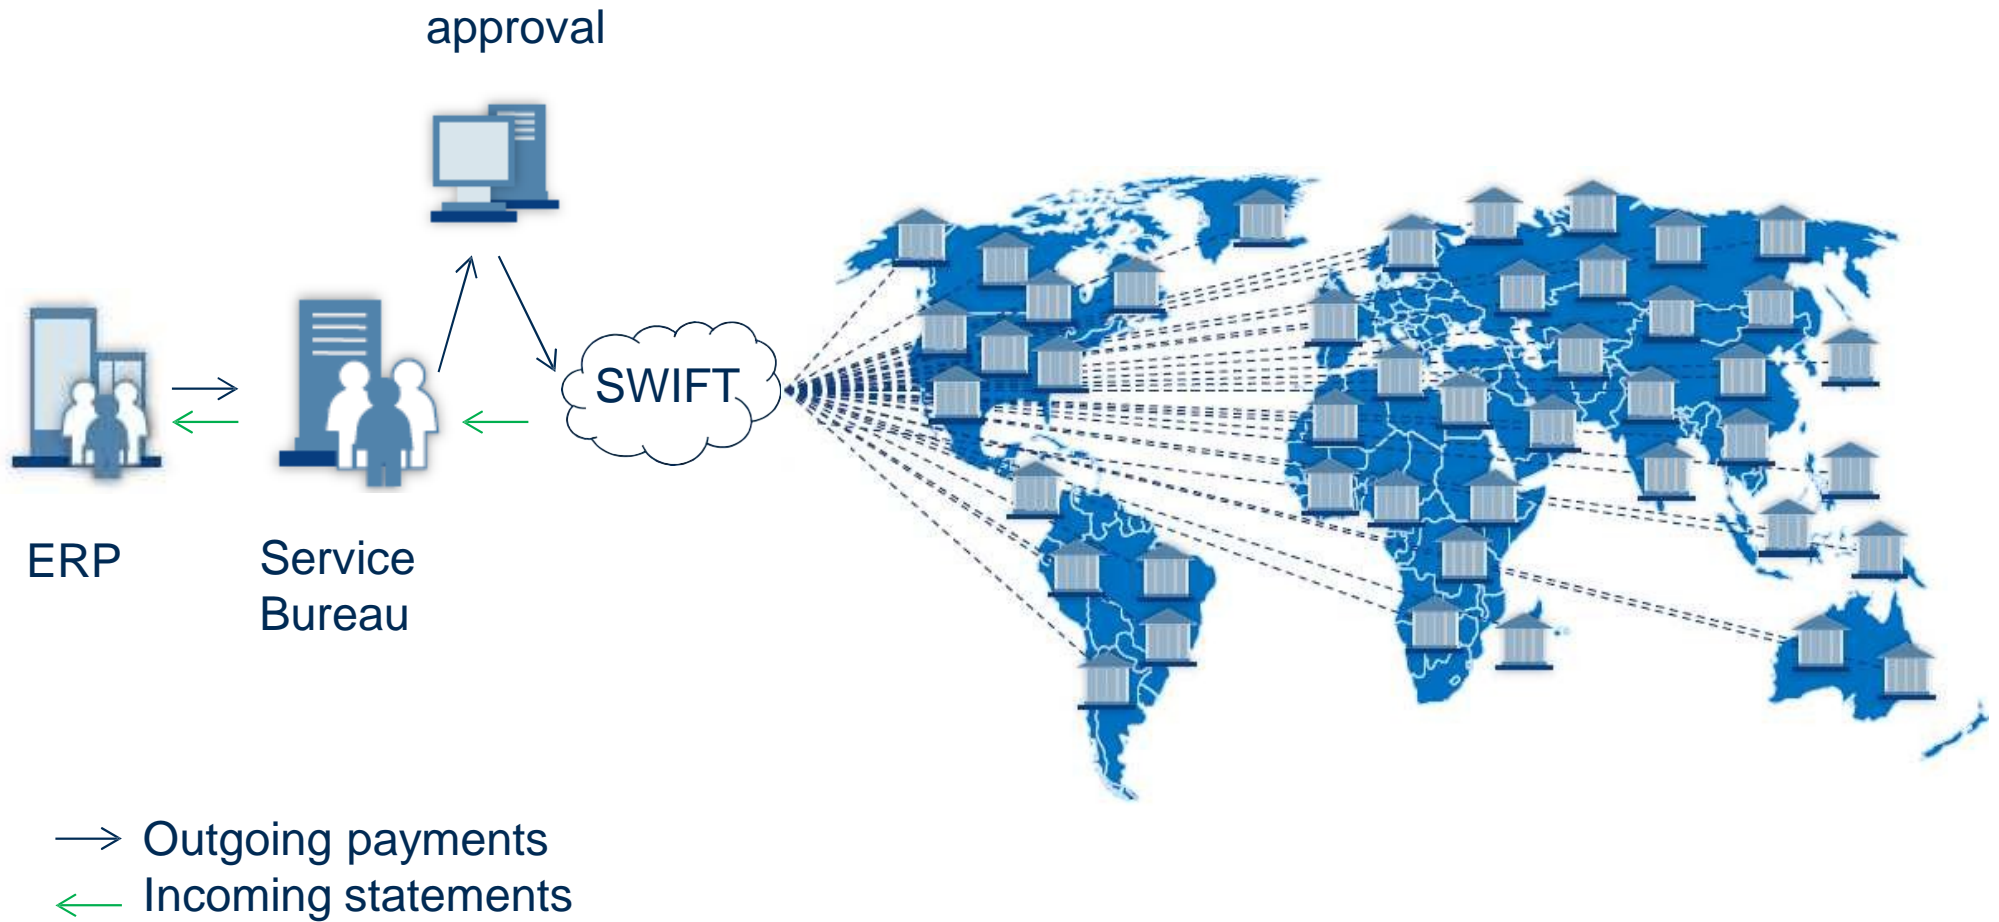 approval
SWIFT
ERP
Service
Bureau
Outgoing payments
Incoming statements